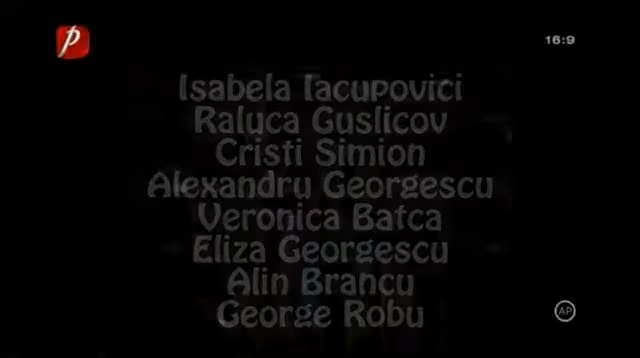 p
16:9
Isabela Iacupovici
Raluca Guslicov
Cristi Simion
Alexandru Georgescu
Veronica Batca
Eliza Georgescu
Alin Brancu
George Robu
AP